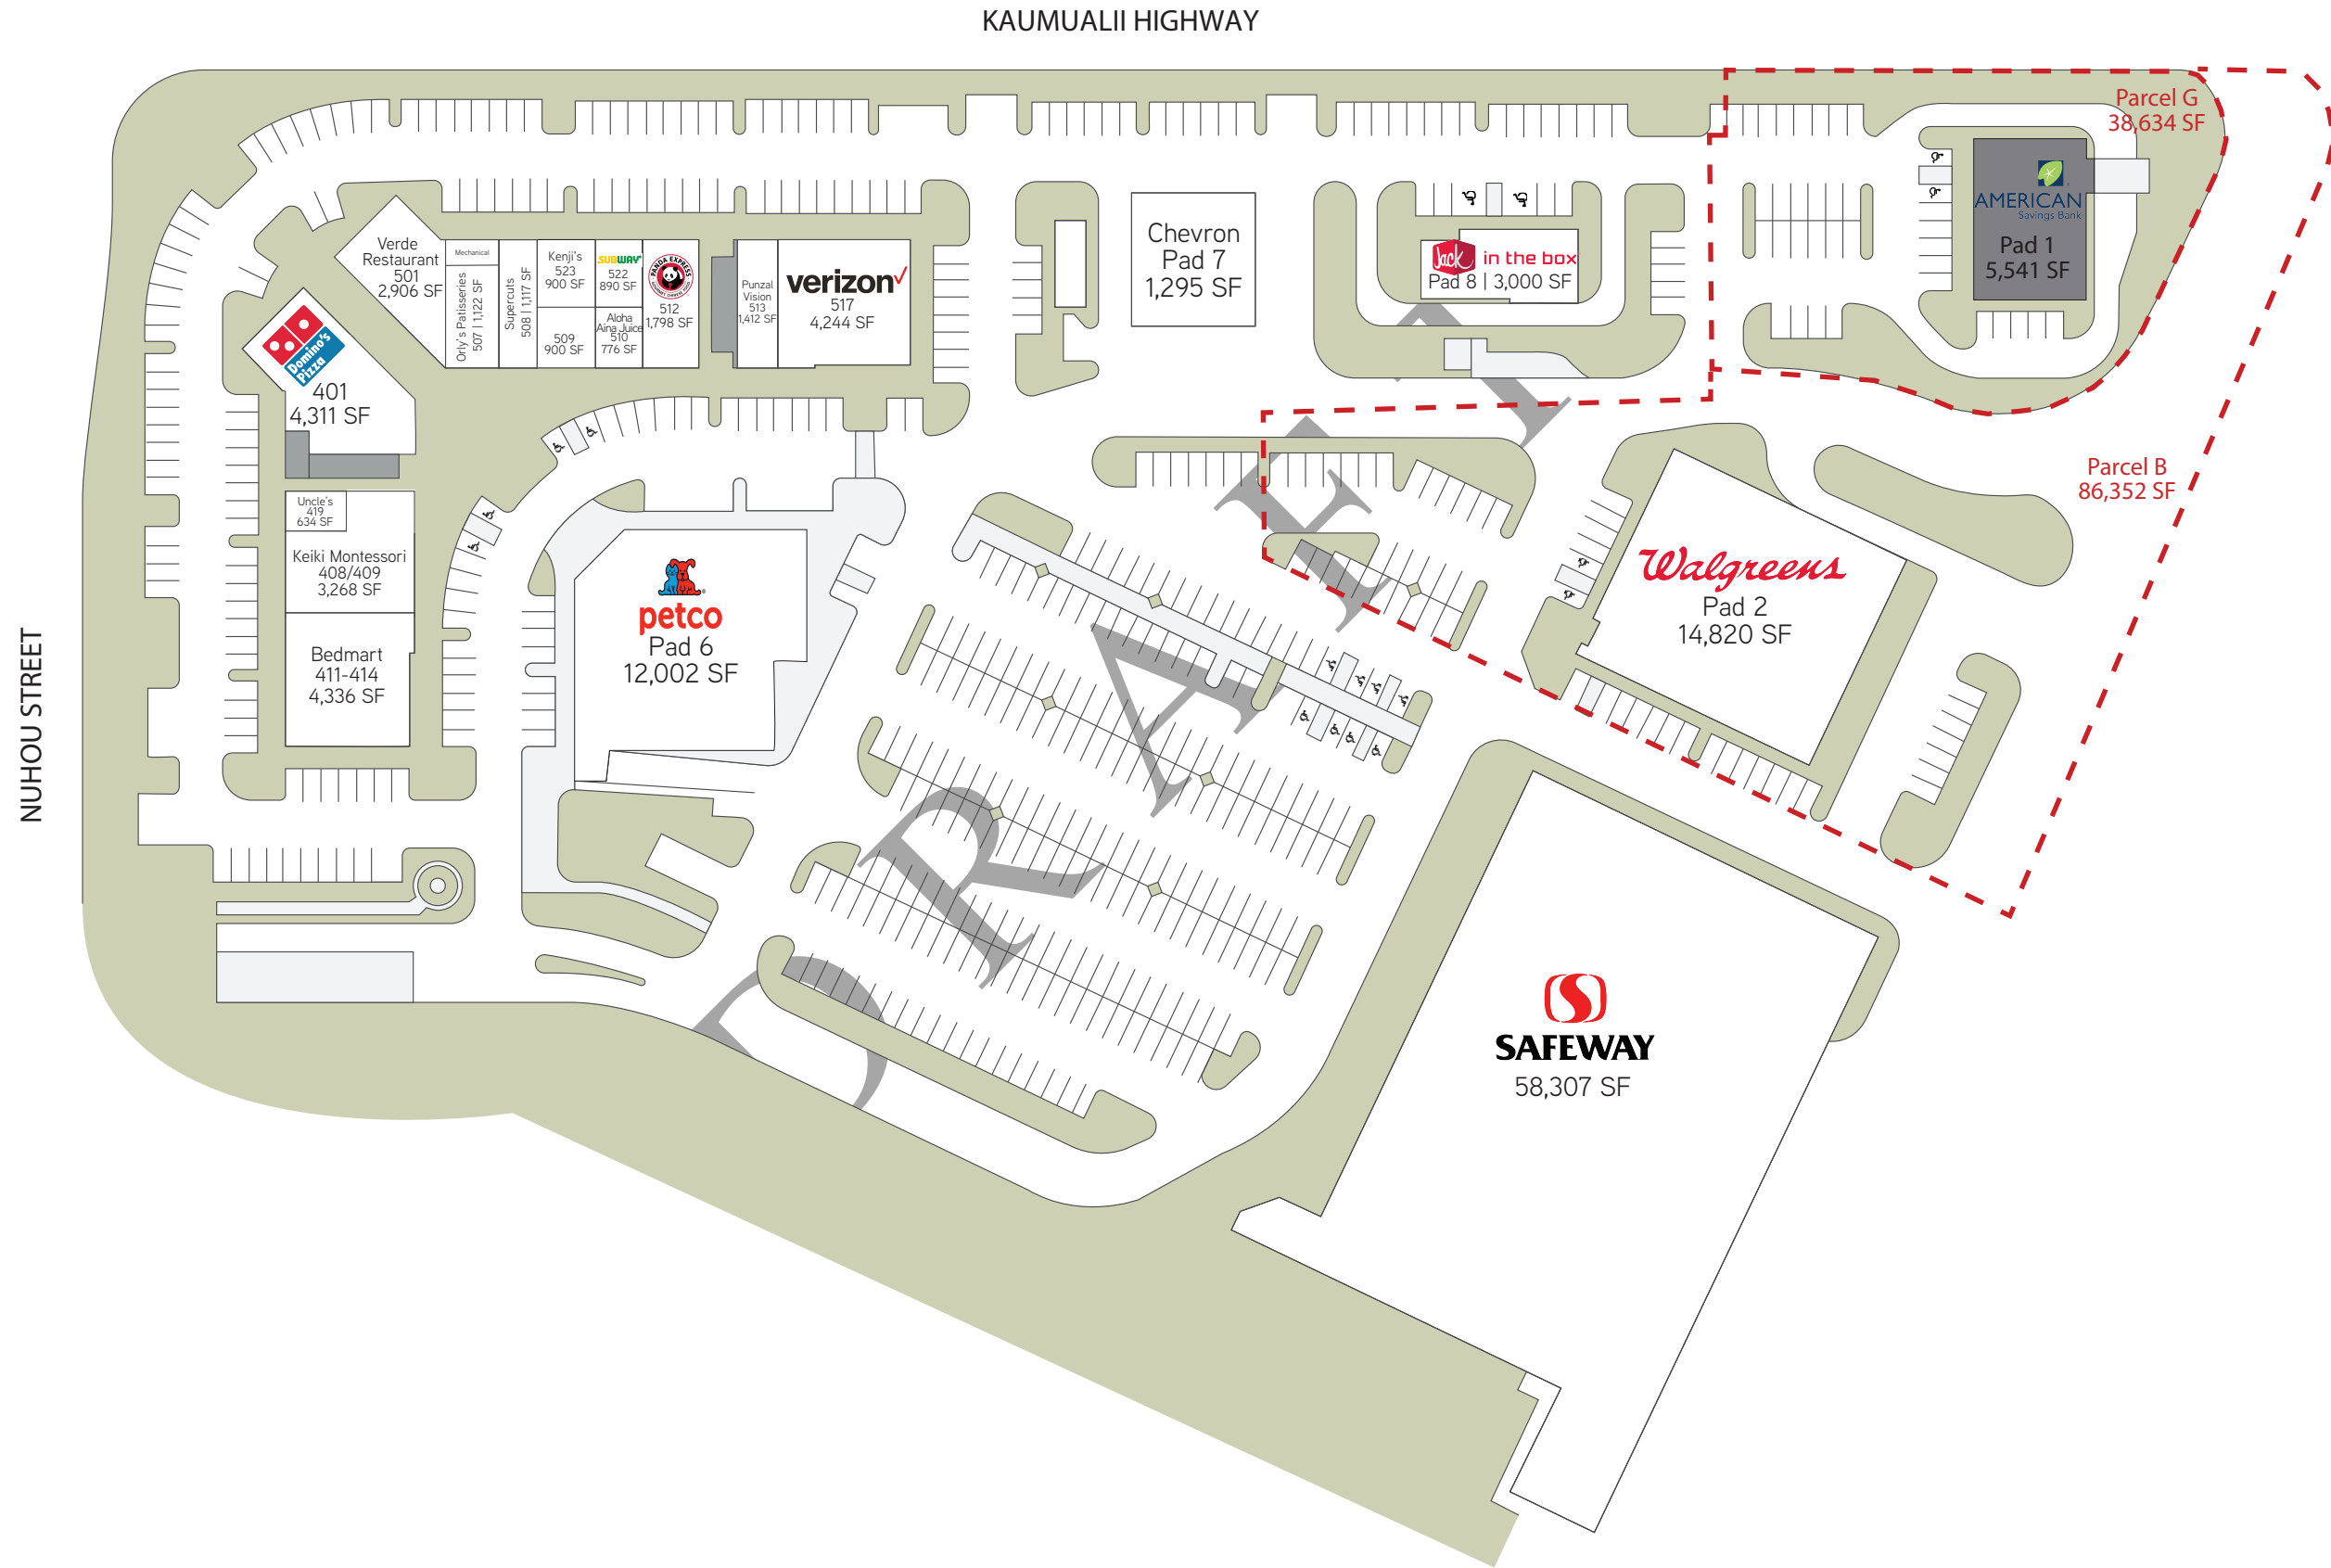 KAUMUALII HIGHWAY
Parcel G
38,634 SF
AMERICAN
Savings Bank
Pad 1
5,541 SF
Verde
Restaurant
501
2,906 SF
Mechanical
Orly's Patisseries
507 | 1,122 SF
Supercuts
508 | 1,117 SF
Kenji's
523
900 SF
509
900 SF
SUBWAY
522
890 SF
Aloha
Aina Juice
510
776 SF
PANDA EXPRESS
GOURMET CHINESE FOOD
512
1,798 SF
Punzal
Vision
513
1,412 SF
verizon
517
4,244 SF
Chevron
Pad 7
1,295 SF
Jack in the box
Pad 8 | 3,000 SF
Domino's
Pizza
401
4,311 SF
Parcel B
86,352 SF
Uncle's
419
634 SF
Keiki Montessori
408/409
3,268 SF
Bedmart
411-414
4,336 SF
petco
Pad 6
12,002 SF
Walgreens
Pad 2
14,820 SF
NUHOU STREET
DRAFT
SAFEWAY
58,307 SF